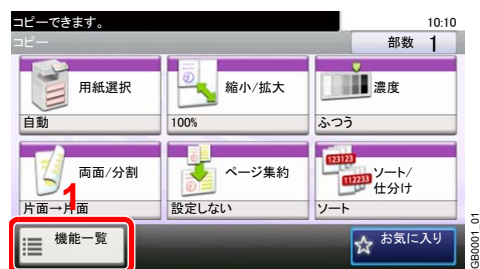 コピーできます。
10:10
コピー
部数 1
用紙選択
縮小/拡大
濃度
自動
100%
ふつう
両面/分割
ページ集約
123123
112233
ソート/
仕分け
1
片面→片面
設定しない
ソート
機能一覧
お気に入り
GB0001_01